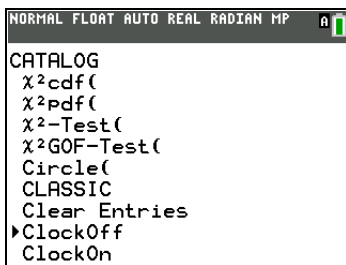 NORMAL FLOAT AUTO REAL RADIAN MP A
CATALOG
χ²cdf(
χ²pdf(
χ²-Test(
χ²GOF-Test(
Circle(
CLASSIC
Clear Entries
▶ClockOff
ClockOn